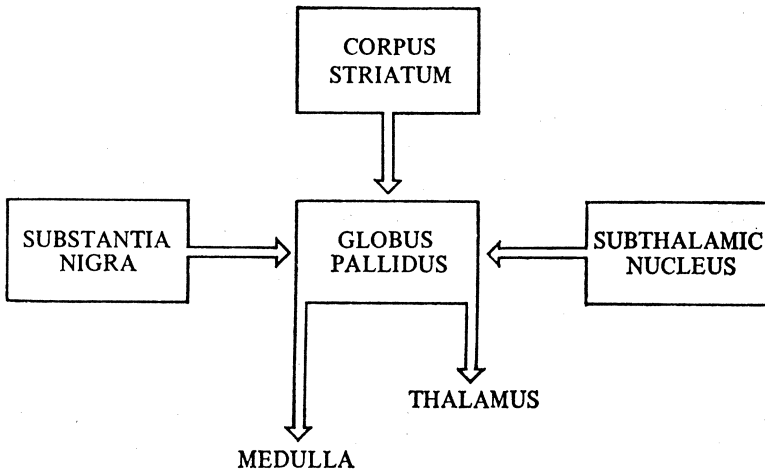 CORPUS
STRIATUM
SUBSTANTIA
NIGRA
GLOBUS
PALLIDUS
SUBTHALAMIC
NUCLEUS
THALAMUS
MEDULLA